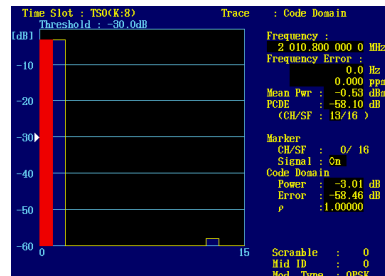 Time Slot : TS0(K:8) Trace : Code Domain
Threshold : -30.0dB
[dB]
-10
-20
-30
-40
-50
-60
0 15
Frequency :
2 010.800 000 0 MHz
Frequency Error :
0.0 Hz
0.000 ppm
Mean Pwr : -0.53 dBm
PCDE : -58.10 dB
(CH/SF : 13/16 )
Marker
CH/SF : 0/ 16
Signal : On
Code Domain
Power : -3.01 dB
Error : -58.46 dB
ρ :1.00000
Scramble : 0
Mid ID : 0
Mod. Type : QPSK